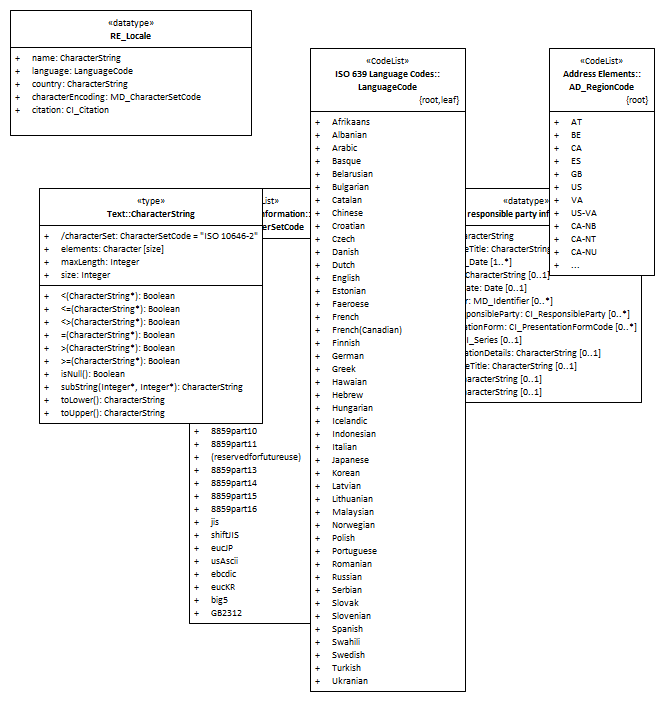 «datatype»
RE_Locale
+ name: CharacterString
+ language: LanguageCode
+ country: CharacterString
+ characterEncoding: MD_CharacterSetCode
+ citation: CI_Citation
«type»
Text::CharacterString
+ /characterSet: CharacterSetCode = "ISO 10646-2"
+ elements: Character [size]
+ maxLength: Integer
+ size: Integer
+ <(CharacterString*): Boolean
+ <=(CharacterString*): Boolean
+ <>(CharacterString*): Boolean
+ =(CharacterString*): Boolean
+ >(CharacterString*): Boolean
+ >=(CharacterString*): Boolean
+ isNull(): Boolean
+ subString(Integer*, Integer*): CharacterString
+ toLower(): CharacterString
+ toUpper(): CharacterString
List»
formation::
erSetCode
+ 8859part10
+ 8859part11
+ (reservedforfutureuse)
+ 8859part13
+ 8859part14
+ 8859part15
+ 8859part16
+ jis
+ shiftJIS
+ eucJP
+ usAscii
+ ebcdic
+ eucKR
+ big5
+ GB2312
«CodeList»
ISO 639 Language Codes::
LanguageCode
{root,leaf}
+ Afrikaans
+ Albanian
+ Arabic
+ Basque
+ Belarusian
+ Bulgarian
+ Catalan
+ Chinese
+ Croatian
+ Czech
+ Danish
+ Dutch
+ English
+ Estonian
+ Faeroese
+ French
+ French(Canadian)
+ Finnish
+ German
+ Greek
+ Hawaiian
+ Hebrew
+ Hungarian
+ Icelandic
+ Indonesian
+ Italian
+ Japanese
+ Korean
+ Latvian
+ Lithuanian
+ Malaysian
+ Norwegian
+ Polish
+ Portuguese
+ Romanian
+ Russian
+ Serbian
+ Slovak
+ Slovenian
+ Spanish
+ Swahili
+ Swedish
+ Turkish
+ Ukranian
«CodeList»
Address Elements::
AD_RegionCode
{root}
+ AT
+ BE
+ CA
+ ES
+ GB
+ US
+ VA
+ US-VA
+ CA-NB
+ CA-NT
+ CA-NU
+ ...
«datatype»
responsible party inf
aracterString
eTitle: CharacterString
_Date [1..*]
CharacterString [0..1]
ate: Date [0..1]
r: MD_Identifier [0..*]
ponsibleParty: CI_ResponsibleParty [0..*]
ationForm: CI_PresentationFormCode [0..*]
I_Series [0..1]
ationDetails: CharacterString [0..1]
eTitle: CharacterString [0..1]
aracterString [0..1]
aracterString [0..1]